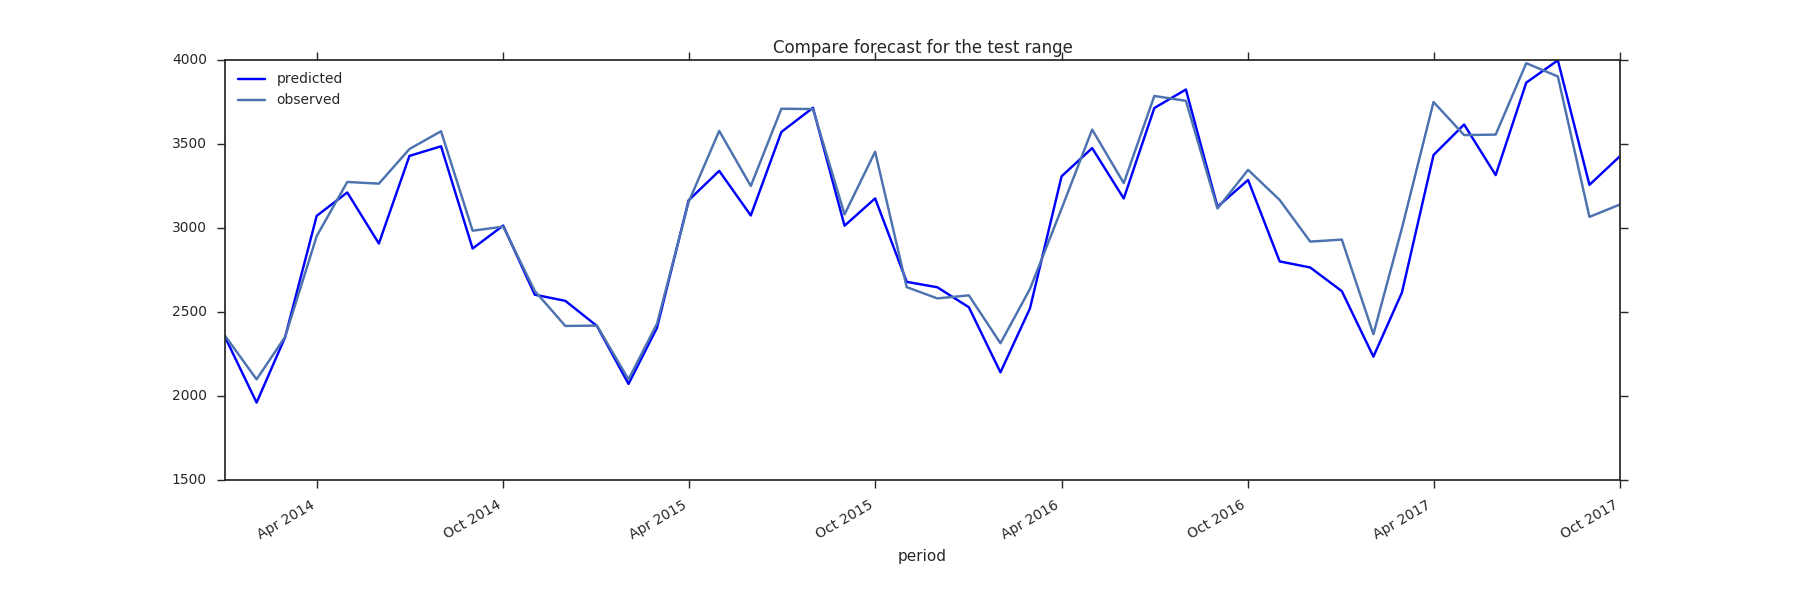 Compare forecast for the test range
predicted
observed
4000
3500
3000
2500
2000
1500
Apr 2014
Oct 2014
Apr 2015
Oct 2015
Apr 2016
Oct 2016
Apr 2017
Oct 2017
period